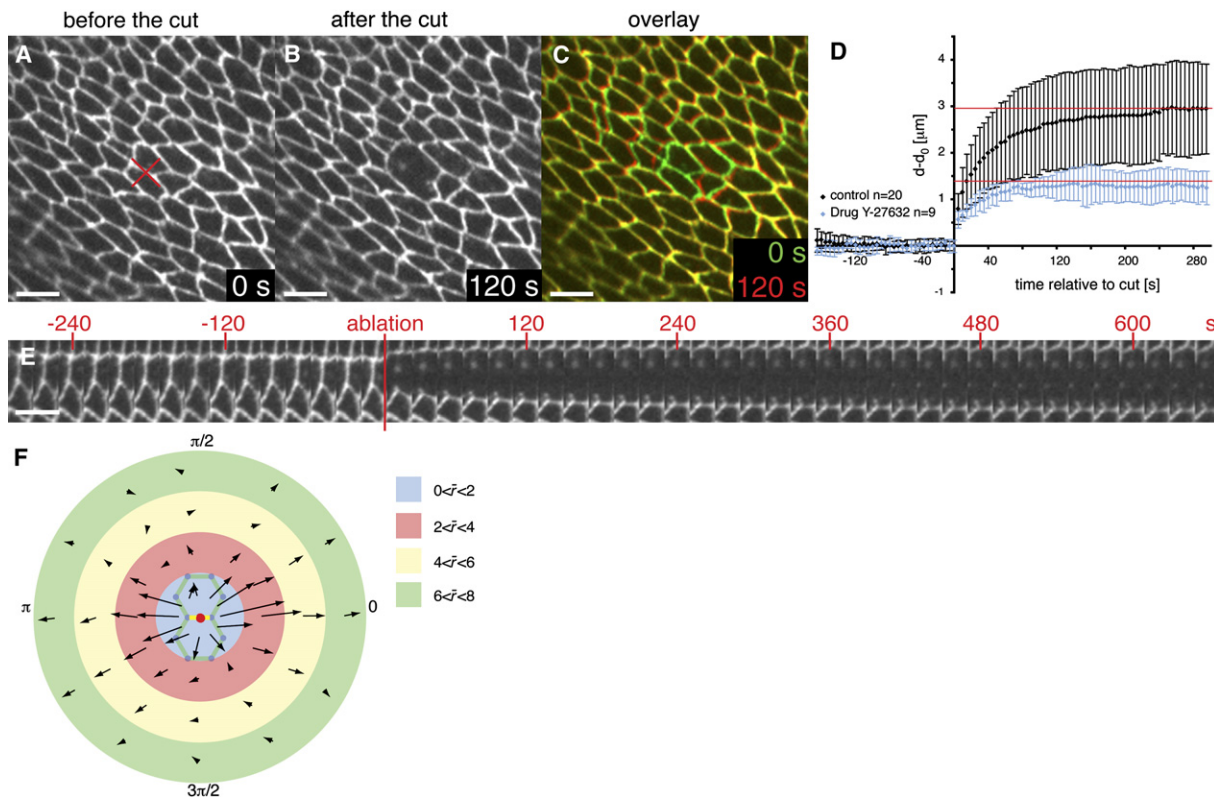 before the cut
after the cut
overlay
A
0 s
B
120 s
C
0 s
120 s
D
d-d0 [μm]
4
3
2
1
-1
control n=20
Drug Y-27632 n=9
-120 -40 40 120 200 280
time relative to cut [s]
-240 -120 ablation 120 240 360 480 600 s
E
F
π/2
π
0
3π/2
0<r̄<2
2<r̄<4
4<r̄<6
6<r̄<8